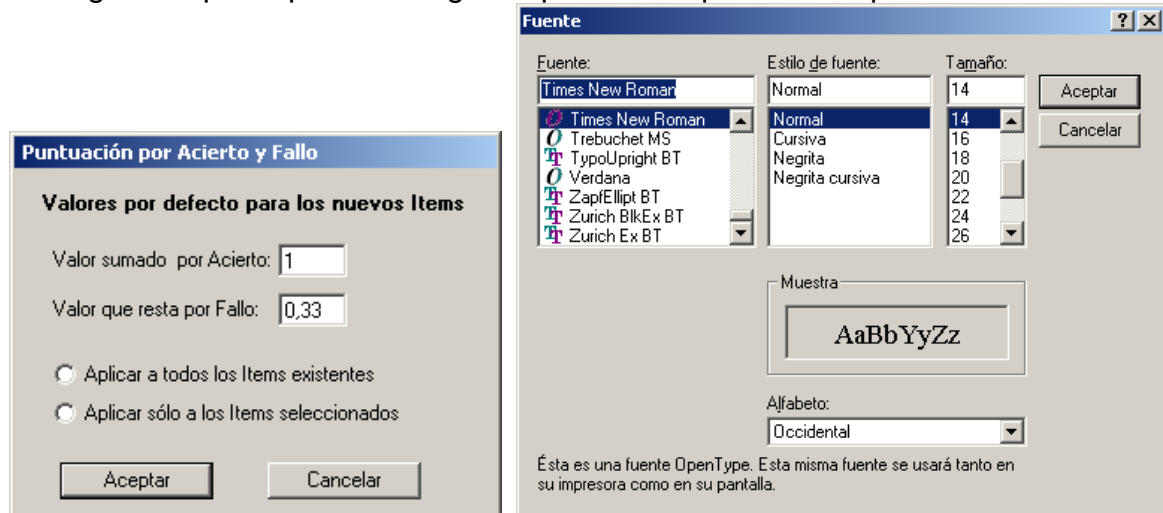 Puntuación por Acierto y Fallo
Valores por defecto para los nuevos Items
Valor sumado por Acierto: 1
Valor que resta por Fallo: 0,33
Aplicar a todos los Items existentes
Aplicar sólo a los Items seleccionados
Aceptar Cancelar
Fuente
Fuente:
Times New Roman
Times New Roman
Trebuchet MS
TypoUpright BT
Verdana
ZapfEllipt BT
Zurich BlkEx BT
Zurich Ex BT
Estilo de fuente:
Normal
Normal
Cursiva
Negrita
Negrita cursiva
Tamaño:
14
14
16
18
20
22
24
26
Aceptar
Cancelar
Muestra
AaBbYyZz
Alfabeto:
Occidental
Ésta es una fuente OpenType. Esta misma fuente se usará tanto en
su impresora como en su pantalla.